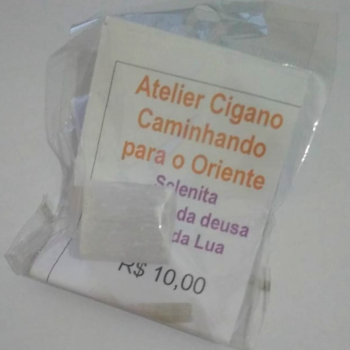 Atelier Cigano
Caminhando
para o Oriente
Selenita
da deusa
da Lua
R$ 10,00